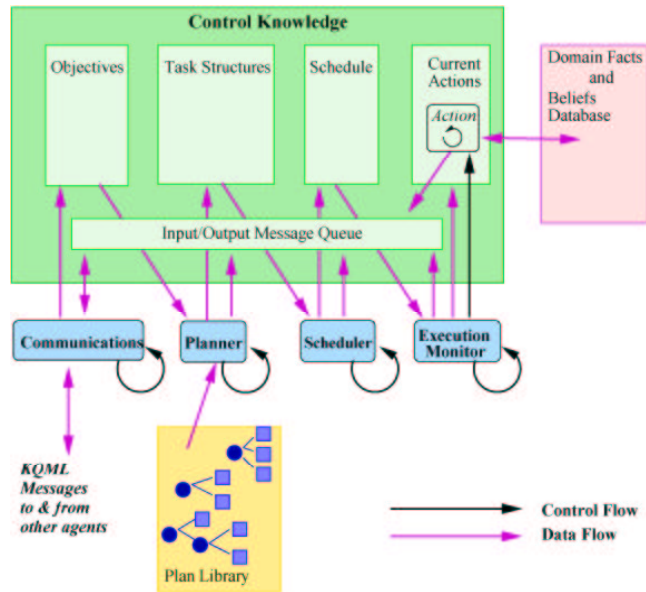 Control Knowledge
Objectives
Task Structures
Schedule
Current
Actions
Action
Domain Facts
and
Beliefs
Database
Input/Output Message Queue
Communications
Planner
Scheduler
Execution
Monitor
KQML
Messages
to & from
other agents
Plan Library
Control Flow
Data Flow